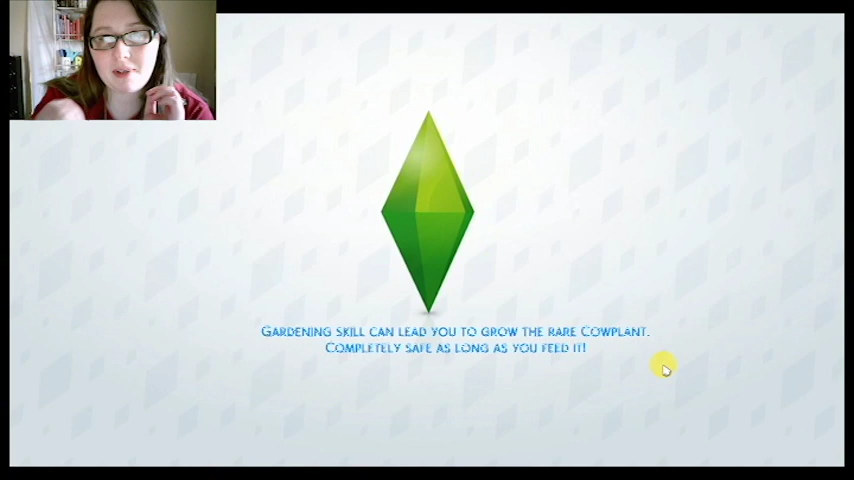 Gardening skill can lead you to grow the rare Cowplant.
Completely safe as long as you feed it!